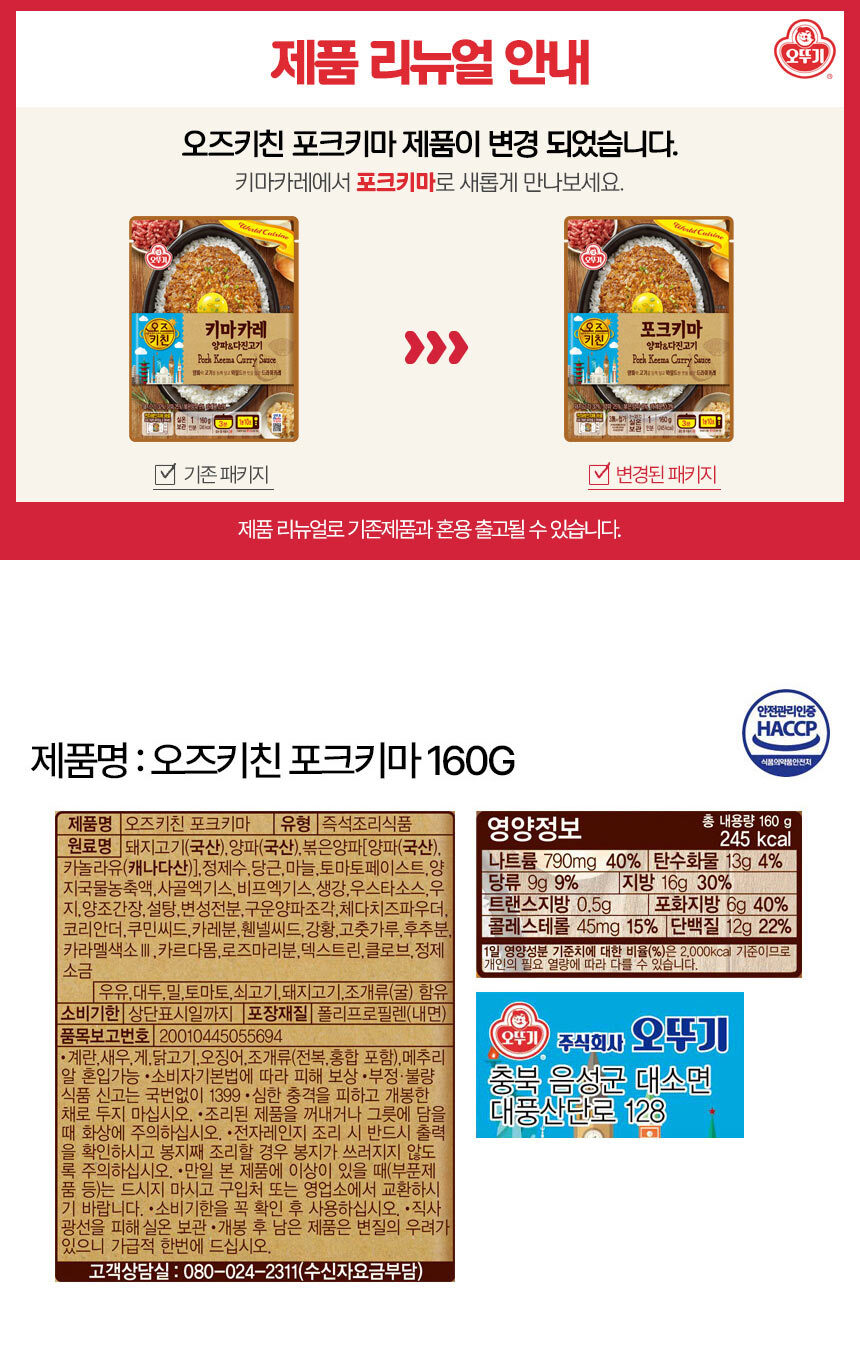 제품 리뉴얼 안내
오뚜기
오즈키친 포크키마 제품이 변경 되었습니다.
키마카레에서 포크키마로 새롭게 만나보세요.
World Cuisine
오뚜기
오즈키친
키마카레
양파&다진고기
Pork Keema Curry Sauce
실온보관 1인분 160 g
3분 1분10초
World Cuisine
오뚜기
오즈키친
포크키마
양파&다진고기
Pork Keema Curry Sauce
실온보관 1인분 160 g
3분 1분10초
기존 패키지
변경된 패키지
제품 리뉴얼로 기존제품과 혼용 출고될 수 있습니다.
안전관리인증
HACCP
식품의약품안전처
제품명 : 오즈키친 포크키마 160G
제품명 오즈키친 포크키마 유형 즉석조리식품
원료명 돼지고기(국산),양파(국산),볶은양파[양파(국산),
카놀라유(캐나다산)],정제수,당근,마늘,토마토페이스트,양
지국물농축액,사골엑기스,비프엑기스,생강,우스타소스,우
지,양조간장,설탕,변성전분,구운양파조각,체다치즈파우더,
코리안더,쿠민씨드,카레분,휀넬씨드,강황,고춧가루,후추분,
카라멜색소Ⅲ,카르다몸,로즈마리분,덱스트린,클로브,정제
소금
우유,대두,밀,토마토,쇠고기,돼지고기,조개류(굴) 함유
소비기한 상단표시일까지 포장재질 폴리프로필렌(내면)
품목보고번호 20010445055694
•계란,새우,게,닭고기,오징어,조개류(전복,홍합 포함),메추리
알 혼입가능 •소비자기본법에 따라 피해 보상 •부정·불량
식품 신고는 국번없이 1399 •심한 충격을 피하고 개봉한
채로 두지 마십시오. •조리된 제품을 꺼내거나 그릇에 담을
때 화상에 주의하십시오. •전자레인지 조리 시 반드시 출력
을 확인하시고 봉지째 조리할 경우 봉지가 쓰러지지 않도
록 주의하십시오. •만일 본 제품에 이상이 있을 때(부푼제
품 등)는 드시지 마시고 구입처 또는 영업소에서 교환하시
기 바랍니다. •소비기한을 꼭 확인 후 사용하십시오. •직사
광선을 피해 실온 보관 •개봉 후 남은 제품은 변질의 우려가
있으니 가급적 한번에 드십시오.
고객상담실 : 080-024-2311(수신자요금부담)
영양정보 총 내용량 160 g
245 kcal
나트륨 790mg 40% 탄수화물 13g 4%
당류 9g 9% 지방 16g 30%
트랜스지방 0.5g 포화지방 6g 40%
콜레스테롤 45mg 15% 단백질 12g 22%
1일 영양성분 기준치에 대한 비율(%)은 2,000kcal 기준이므로
개인의 필요 열량에 따라 다를 수 있습니다.
오뚜기 주식회사 오뚜기
충북 음성군 대소면
대풍산단로 128